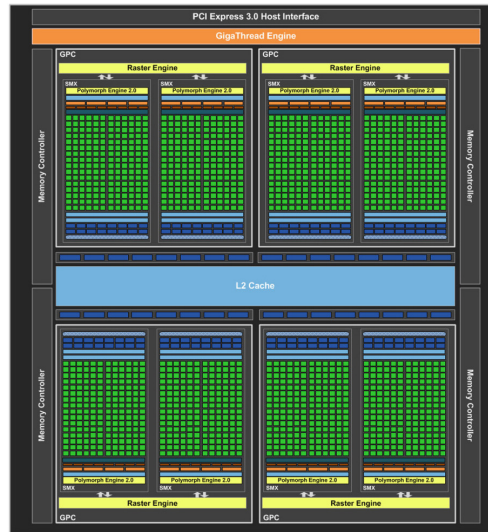 PCI Express 3.0 Host Interface
GigaThread Engine
GPC
GPC
Raster Engine
Raster Engine
SMX
SMX
SMX
SMX
Polymorph Engine 2.0
Polymorph Engine 2.0
Polymorph Engine 2.0
Polymorph Engine 2.0
Memory Controller
Memory Controller
L2 Cache
Memory Controller
Memory Controller
Polymorph Engine 2.0
Polymorph Engine 2.0
Polymorph Engine 2.0
Polymorph Engine 2.0
SMX
SMX
SMX
SMX
Raster Engine
Raster Engine
GPC
GPC